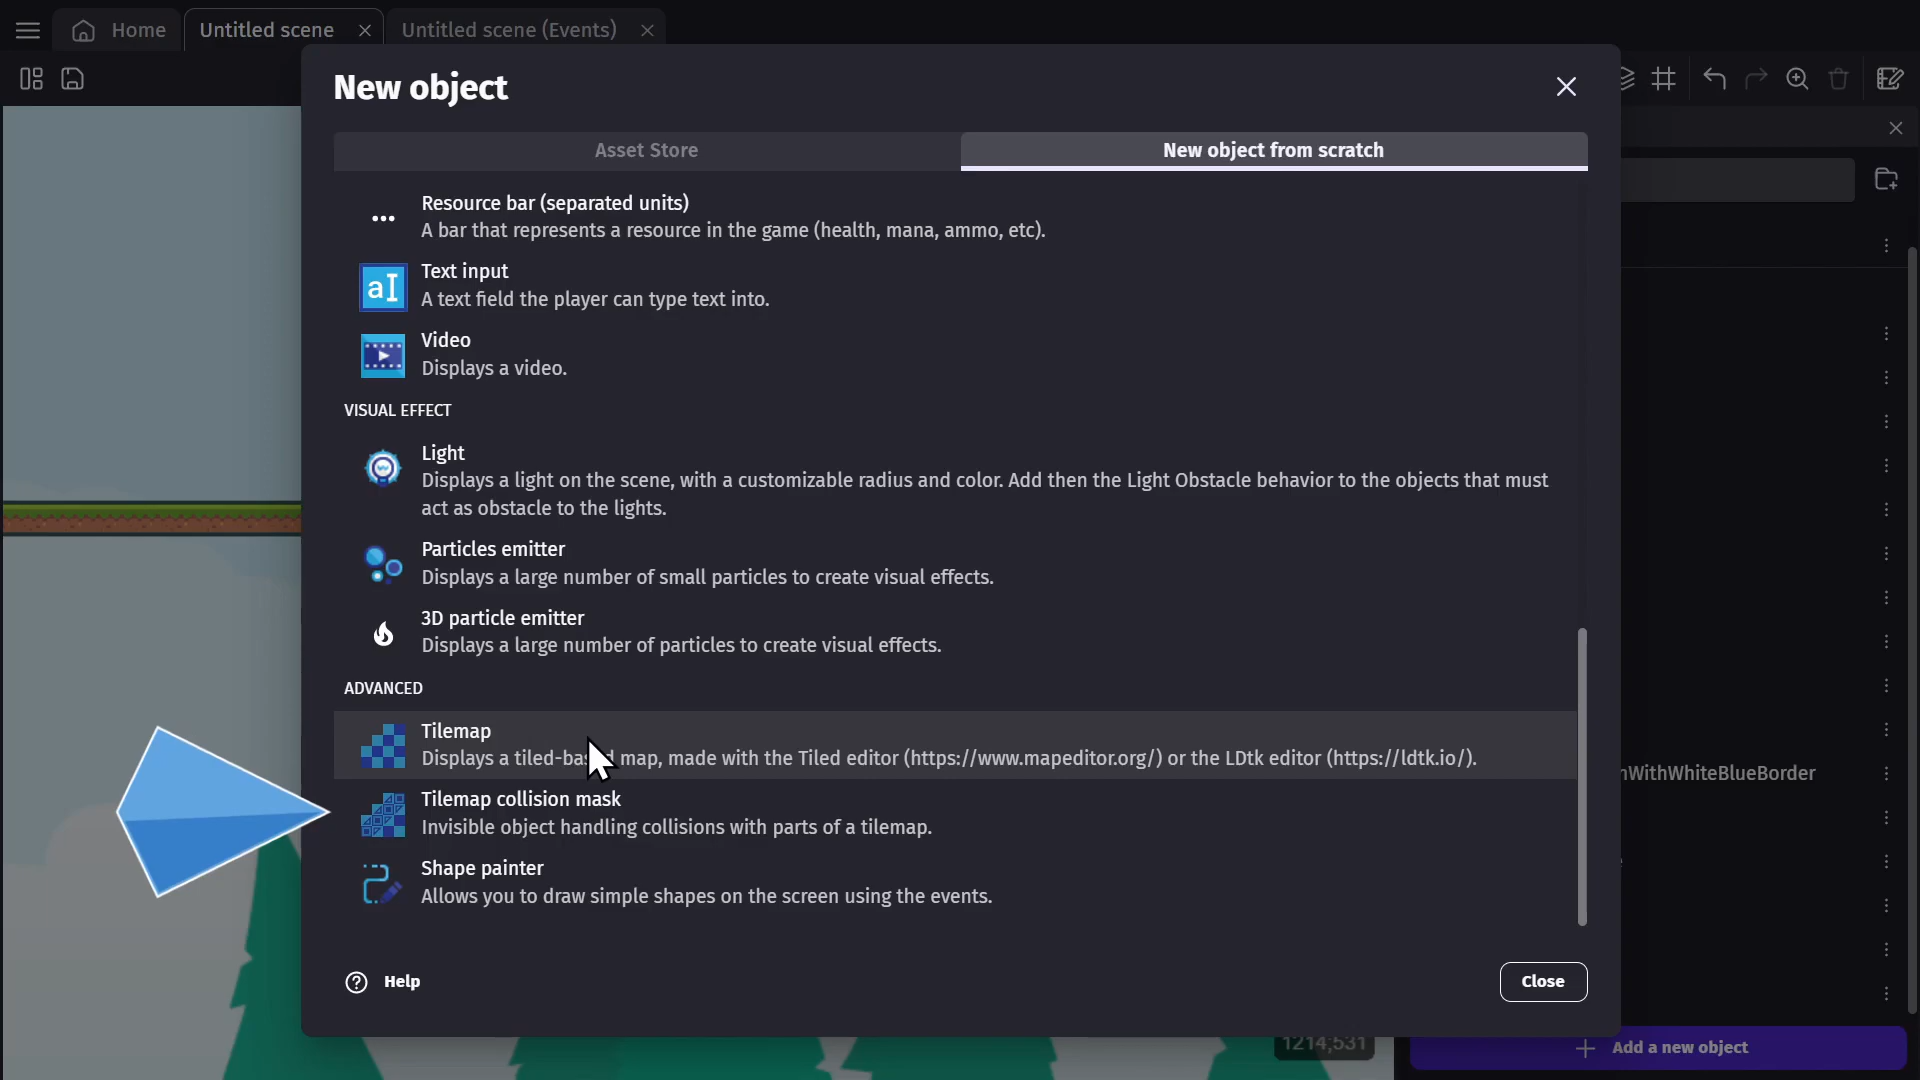 Home
Untitled scene
Untitled scene (Events)
New object
Asset Store
New object from scratch
Resource bar (separated units)
A bar that represents a resource in the game (health, mana, ammo, etc).
aI
Text input
A text field the player can type text into.
Video
Displays a video.
VISUAL EFFECT
Light
Displays a light on the scene, with a customizable radius and color. Add then the Light Obstacle behavior to the objects that must
act as obstacle to the lights.
Particles emitter
Displays a large number of small particles to create visual effects.
3D particle emitter
Displays a large number of particles to create visual effects.
ADVANCED
Tilemap
Displays a tiled-based map, made with the Tiled editor (https://www.mapeditor.org/) or the LDtk editor (https://ldtk.io/).
WithWhiteBlueBorder
Tilemap collision mask
Invisible object handling collisions with parts of a tilemap.
Shape painter
Allows you to draw simple shapes on the screen using the events.
Help
Close
1214;531
Add a new object